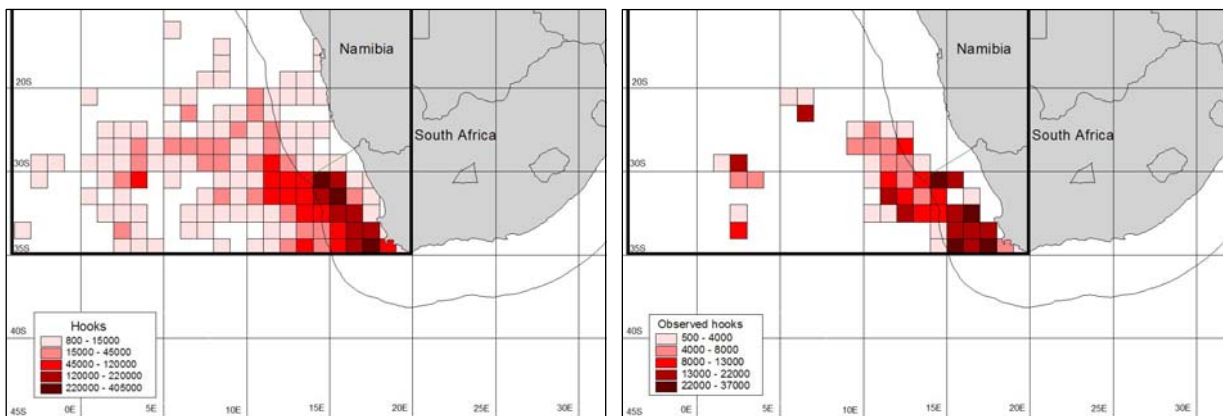 Namibia
20S
South Africa
30S
35S
Hooks
800 - 15000
15000 - 45000
45000 - 120000
120000 - 220000
220000 - 405000
40S
45S
0E
5E
10E
15E
20E
25E
30E
Namibia
20S
South Africa
30S
35S
Observed hooks
500 - 4000
4000 - 8000
8000 - 13000
13000 - 22000
22000 - 37000
40S
45S
0E
5E
10E
15E
20E
25E
30E